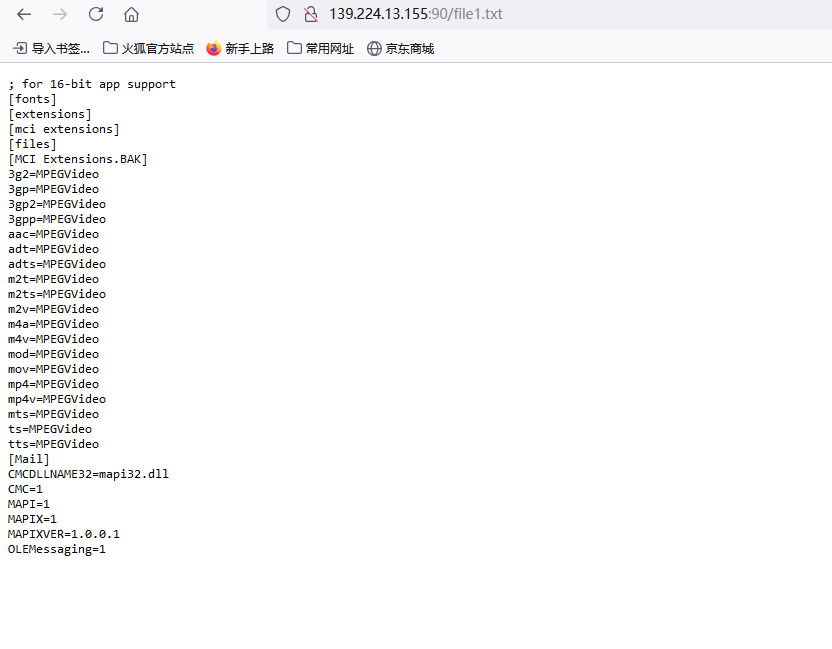 139.224.13.155:90/file1.txt
导入书签... 火狐官方站点 新手上路 常用网址 京东商城
; for 16-bit app support
[fonts]
[extensions]
[mci extensions]
[files]
[MCI Extensions.BAK]
3g2=MPEGVideo
3gp=MPEGVideo
3gp2=MPEGVideo
3gpp=MPEGVideo
aac=MPEGVideo
adt=MPEGVideo
adts=MPEGVideo
m2t=MPEGVideo
m2ts=MPEGVideo
m2v=MPEGVideo
m4a=MPEGVideo
m4v=MPEGVideo
mod=MPEGVideo
mov=MPEGVideo
mp4=MPEGVideo
mp4v=MPEGVideo
mts=MPEGVideo
ts=MPEGVideo
tts=MPEGVideo
[Mail]
CMCDLLNAME32=mapi32.dll
CMC=1
MAPI=1
MAPIX=1
MAPIXVER=1.0.0.1
OLEMessaging=1